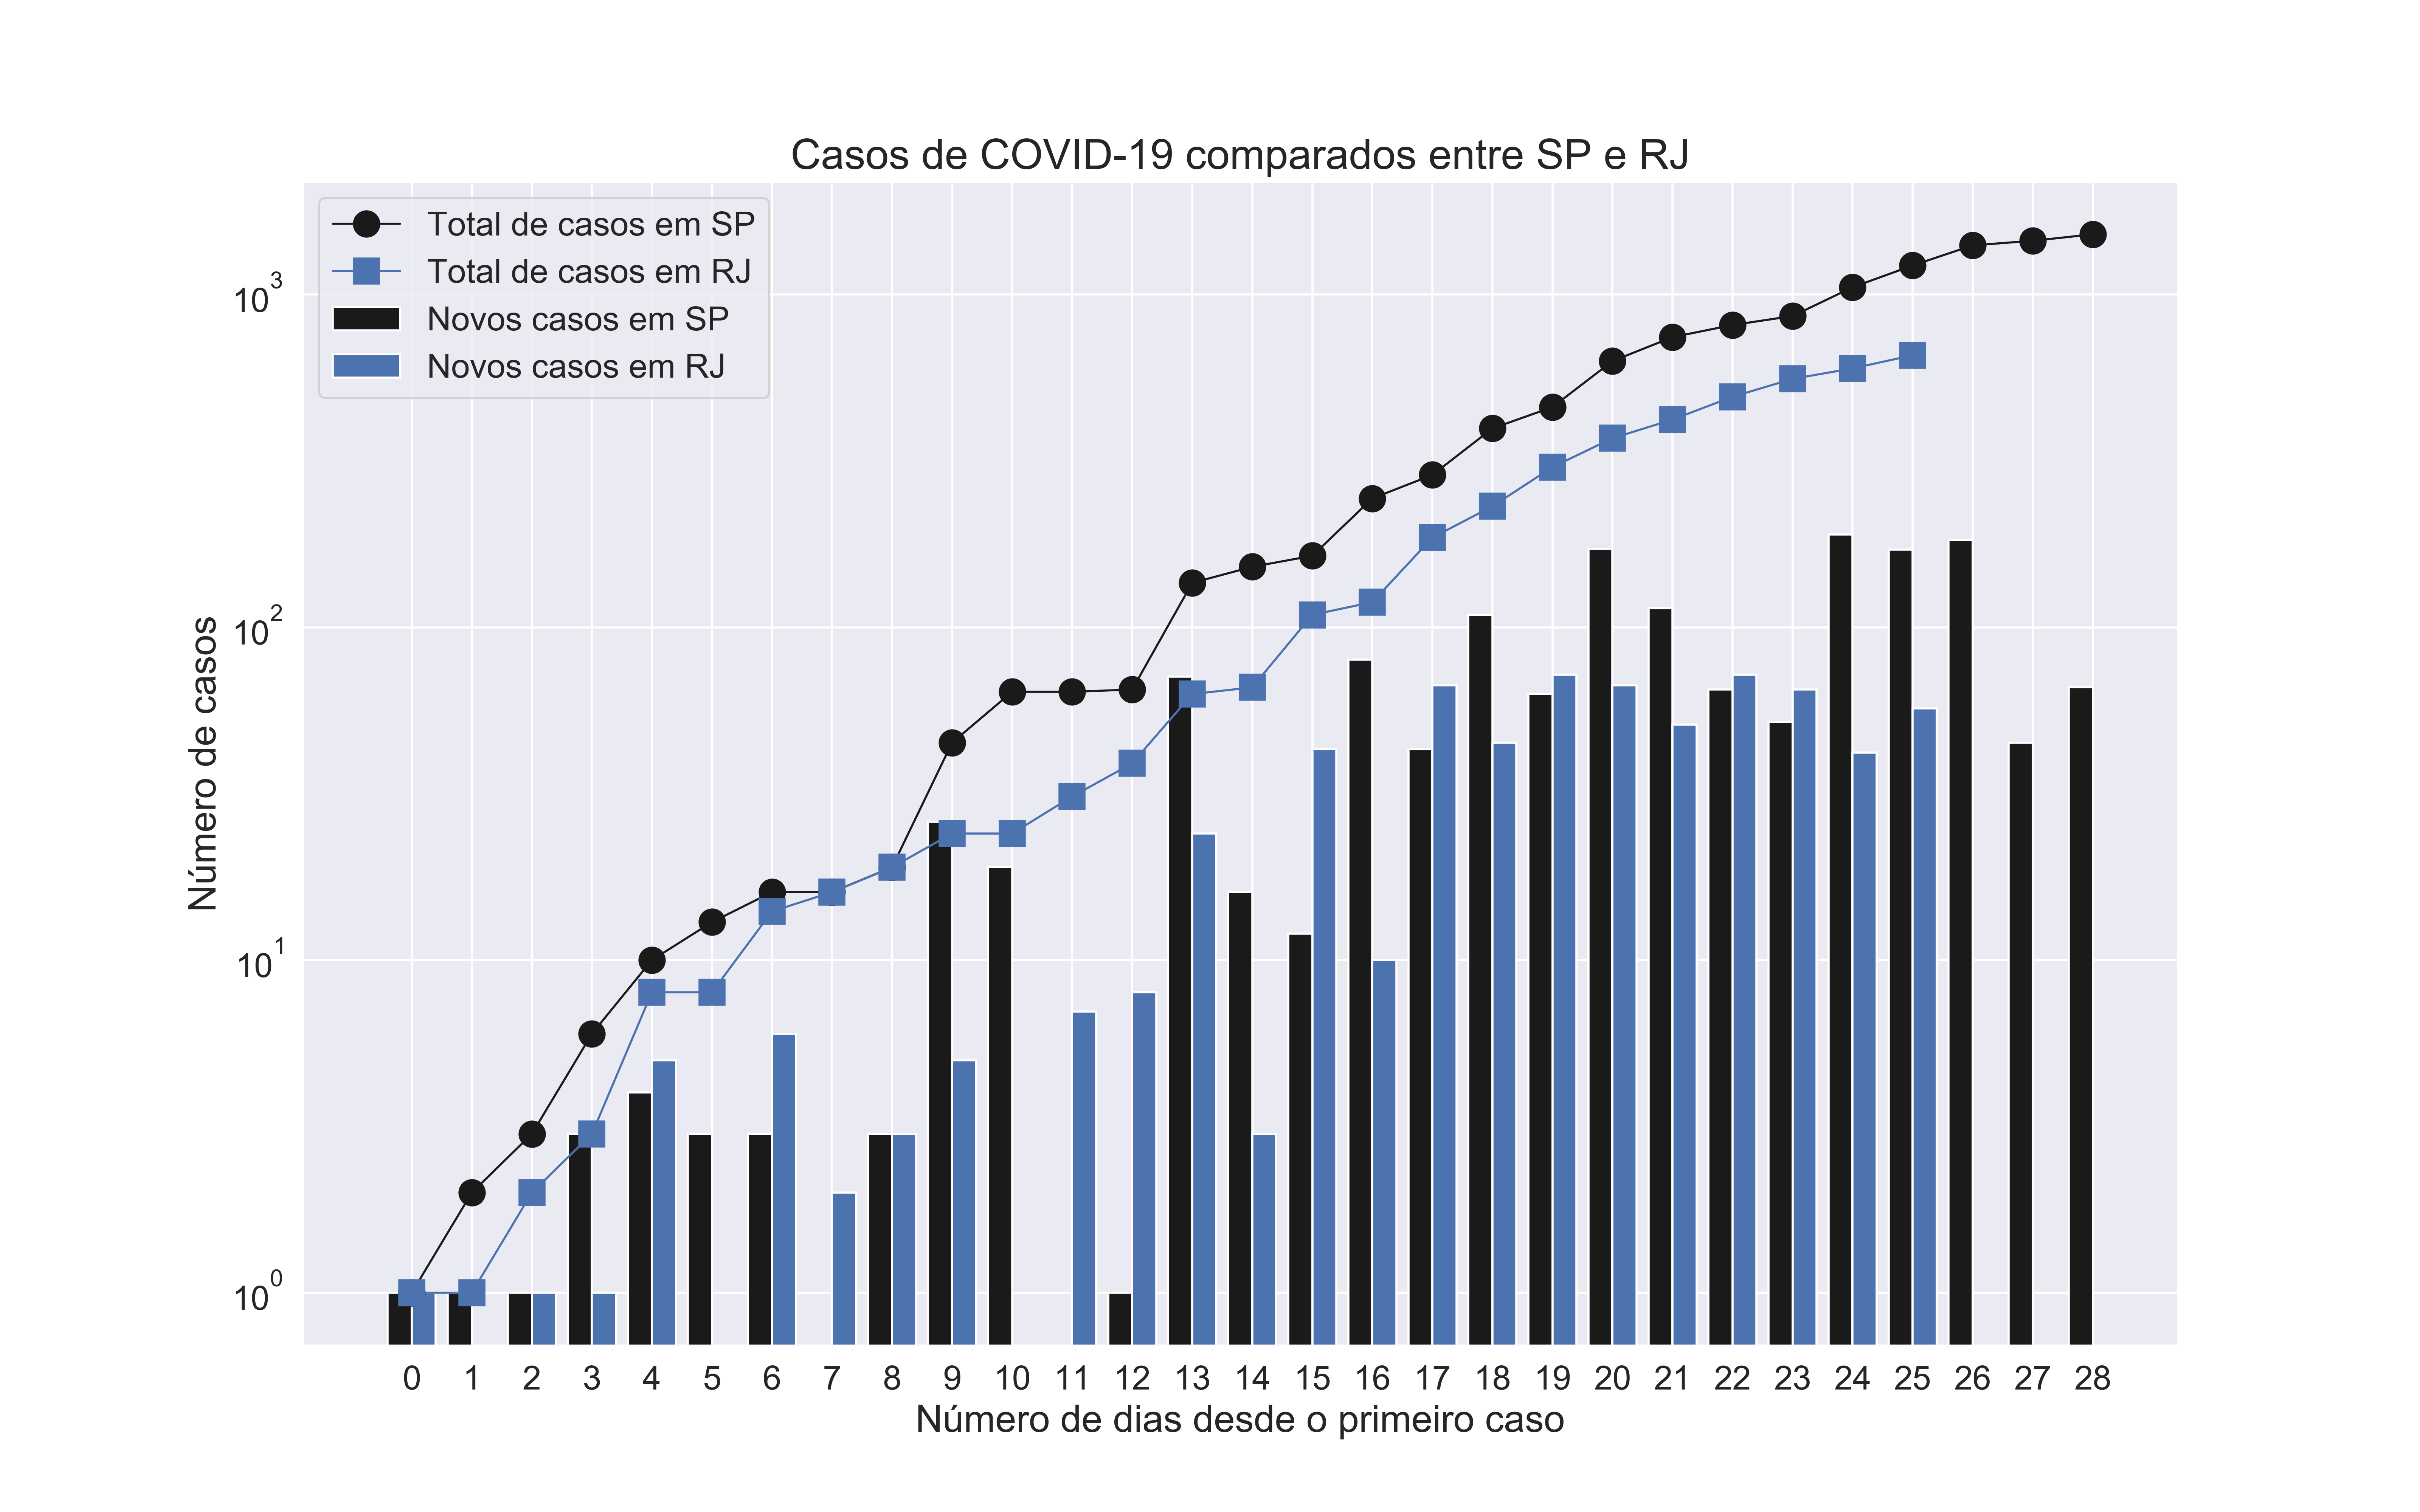 Casos de COVID-19 comparados entre SP e RJ
Total de casos em SP
Total de casos em RJ
Novos casos em SP
Novos casos em RJ
10³
10²
10¹
10⁰
Número de casos
0 1 2 3 4 5 6 7 8 9 10 11 12 13 14 15 16 17 18 19 20 21 22 23 24 25 26 27 28
Número de dias desde o primeiro caso